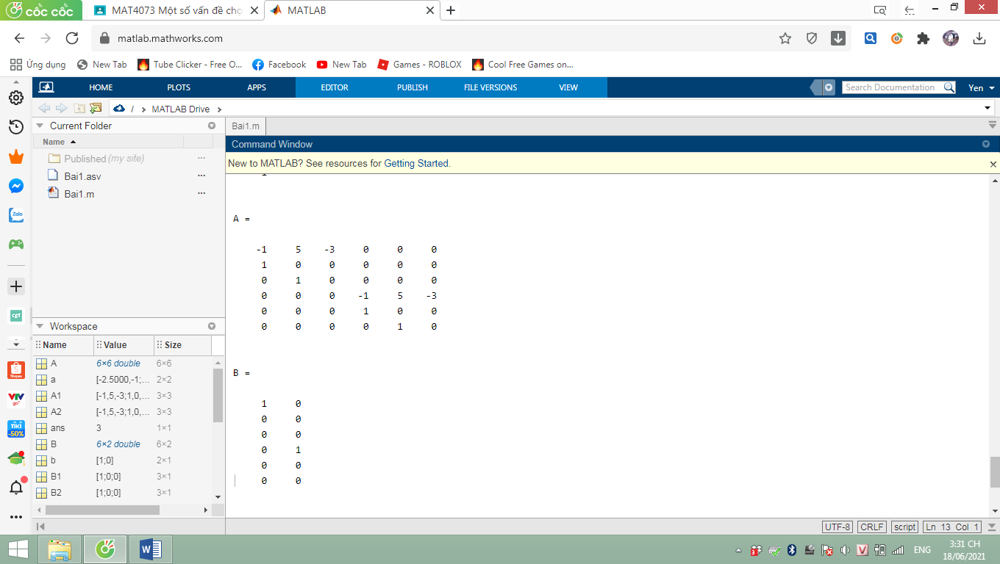 cốc cốc
MAT4073 Một số vấn đề chọ
MATLAB
matlab.mathworks.com
Ứng dụng
New Tab
Tube Clicker - Free O...
Facebook
New Tab
Games - ROBLOX
Cool Free Games on...
HOME
PLOTS
APPS
EDITOR
PUBLISH
FILE VERSIONS
VIEW
Search Documentation
Yen
/ MATLAB Drive
Current Folder
Name
Published (my site)
Bai1.asv
Bai1.m
Workspace
Name Value Size
A 6×6 double 6×6
a [-2.5000,-1;... 2×2
A1 [-1,5,-3;1,0,... 3×3
A2 [-1,5,-3;1,0,... 3×3
ans 3 1×1
B 6×2 double 6×2
b [1;0] 2×1
B1 [1;0;0] 3×1
B2 [1;0;0] 3×1
Bai1.m
Command Window
New to MATLAB? See resources for Getting Started.
A =
-1 5 -3 0 0 0
1 0 0 0 0 0
0 1 0 0 0 0
0 0 0 -1 5 -3
0 0 0 1 0 0
0 0 0 0 1 0
B =
1 0
0 0
0 0
0 1
0 0
0 0
Zalo
cgt
Shopee
VTV
go
TIKI
-50%
UTF-8
CRLF
script
Ln 13 Col 1
ENG
3:31 CH
18/06/2021